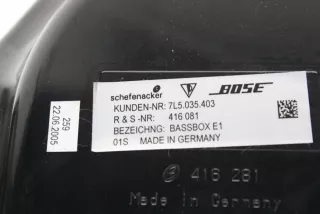 schefenacker BOSE
KUNDEN-NR: 7L5.035.403
R & S -NR: 416 081
BEZEICHNG: BASSBOX E1
01S MADE IN GERMANY
259
22.06.2005
416 281
Made in Germany